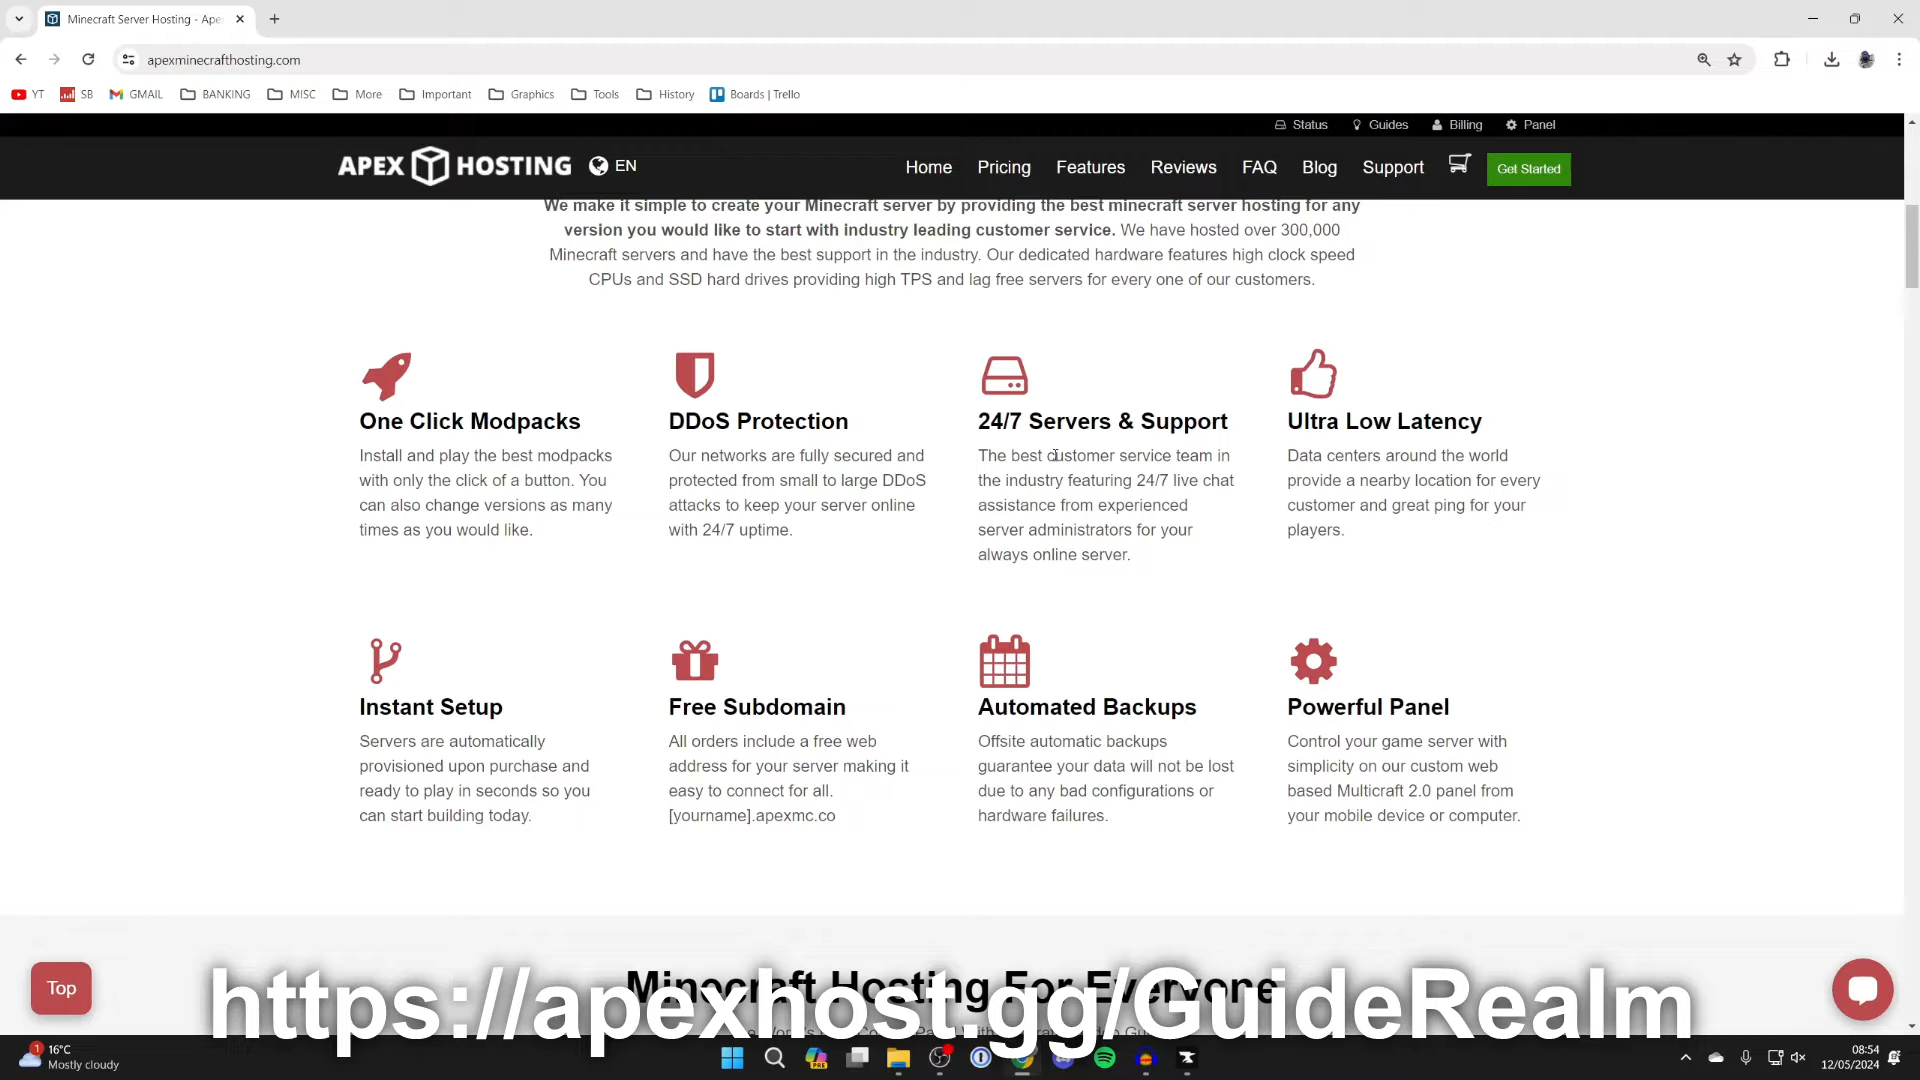 Minecraft Server Hosting - Ape
apexminecrafthosting.com
YT SB GMAIL BANKING MISC More Important Graphics Tools History Boards | Trello
Status Guides Billing Panel
APEX HOSTING EN Home Pricing Features Reviews FAQ Blog Support Get Started
We make it simple to create your Minecraft server by providing the best minecraft server hosting for any
version you would like to start with industry leading customer service. We have hosted over 300,000
Minecraft servers and have the best support in the industry. Our dedicated hardware features high clock speed
CPUs and SSD hard drives providing high TPS and lag free servers for every one of our customers.
One Click Modpacks
Install and play the best modpacks
with only the click of a button. You
can also change versions as many
times as you would like.
DDoS Protection
Our networks are fully secured and
protected from small to large DDoS
attacks to keep your server online
with 24/7 uptime.
24/7 Servers & Support
The best customer service team in
the industry featuring 24/7 live chat
assistance from experienced
server administrators for your
always online server.
Ultra Low Latency
Data centers around the world
provide a nearby location for every
customer and great ping for your
players.
Instant Setup
Servers are automatically
provisioned upon purchase and
ready to play in seconds so you
can start building today.
Free Subdomain
All orders include a free web
address for your server making it
easy to connect for all.
[yourname].apexmc.co
Automated Backups
Offsite automatic backups
guarantee your data will not be lost
due to any bad configurations or
hardware failures.
Powerful Panel
Control your game server with
simplicity on our custom web
based Multicraft 2.0 panel from
your mobile device or computer.
Minecraft Hosting For Everyone
Top
https://apexhost.gg/GuideRealm
1
16°C
Mostly cloudy
PRE
08:54
12/05/2024